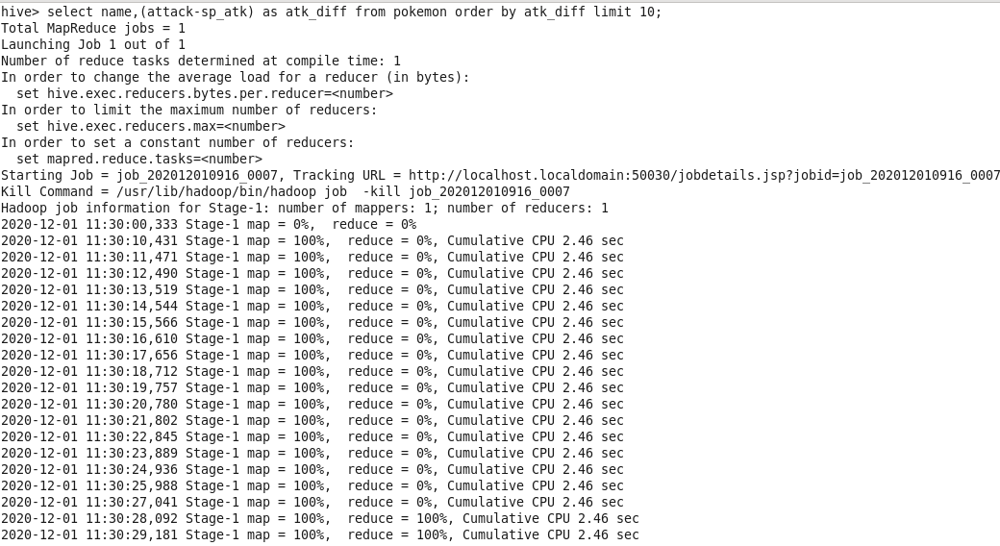 hive> select name,(attack-sp_atk) as atk_diff from pokemon order by atk_diff limit 10;
Total MapReduce jobs = 1
Launching Job 1 out of 1
Number of reduce tasks determined at compile time: 1
In order to change the average load for a reducer (in bytes):
  set hive.exec.reducers.bytes.per.reducer=<number>
In order to limit the maximum number of reducers:
  set hive.exec.reducers.max=<number>
In order to set a constant number of reducers:
  set mapred.reduce.tasks=<number>
Starting Job = job_202012010916_0007, Tracking URL = http://localhost.localdomain:50030/jobdetails.jsp?jobid=job_202012010916_0007
Kill Command = /usr/lib/hadoop/bin/hadoop job  -kill job_202012010916_0007
Hadoop job information for Stage-1: number of mappers: 1; number of reducers: 1
2020-12-01 11:30:00,333 Stage-1 map = 0%,  reduce = 0%
2020-12-01 11:30:10,431 Stage-1 map = 100%,  reduce = 0%, Cumulative CPU 2.46 sec
2020-12-01 11:30:11,471 Stage-1 map = 100%,  reduce = 0%, Cumulative CPU 2.46 sec
2020-12-01 11:30:12,490 Stage-1 map = 100%,  reduce = 0%, Cumulative CPU 2.46 sec
2020-12-01 11:30:13,519 Stage-1 map = 100%,  reduce = 0%, Cumulative CPU 2.46 sec
2020-12-01 11:30:14,544 Stage-1 map = 100%,  reduce = 0%, Cumulative CPU 2.46 sec
2020-12-01 11:30:15,566 Stage-1 map = 100%,  reduce = 0%, Cumulative CPU 2.46 sec
2020-12-01 11:30:16,610 Stage-1 map = 100%,  reduce = 0%, Cumulative CPU 2.46 sec
2020-12-01 11:30:17,656 Stage-1 map = 100%,  reduce = 0%, Cumulative CPU 2.46 sec
2020-12-01 11:30:18,712 Stage-1 map = 100%,  reduce = 0%, Cumulative CPU 2.46 sec
2020-12-01 11:30:19,757 Stage-1 map = 100%,  reduce = 0%, Cumulative CPU 2.46 sec
2020-12-01 11:30:20,780 Stage-1 map = 100%,  reduce = 0%, Cumulative CPU 2.46 sec
2020-12-01 11:30:21,802 Stage-1 map = 100%,  reduce = 0%, Cumulative CPU 2.46 sec
2020-12-01 11:30:22,845 Stage-1 map = 100%,  reduce = 0%, Cumulative CPU 2.46 sec
2020-12-01 11:30:23,889 Stage-1 map = 100%,  reduce = 0%, Cumulative CPU 2.46 sec
2020-12-01 11:30:24,936 Stage-1 map = 100%,  reduce = 0%, Cumulative CPU 2.46 sec
2020-12-01 11:30:25,988 Stage-1 map = 100%,  reduce = 0%, Cumulative CPU 2.46 sec
2020-12-01 11:30:27,041 Stage-1 map = 100%,  reduce = 0%, Cumulative CPU 2.46 sec
2020-12-01 11:30:28,092 Stage-1 map = 100%,  reduce = 100%, Cumulative CPU 2.46 sec
2020-12-01 11:30:29,181 Stage-1 map = 100%,  reduce = 100%, Cumulative CPU 2.46 sec